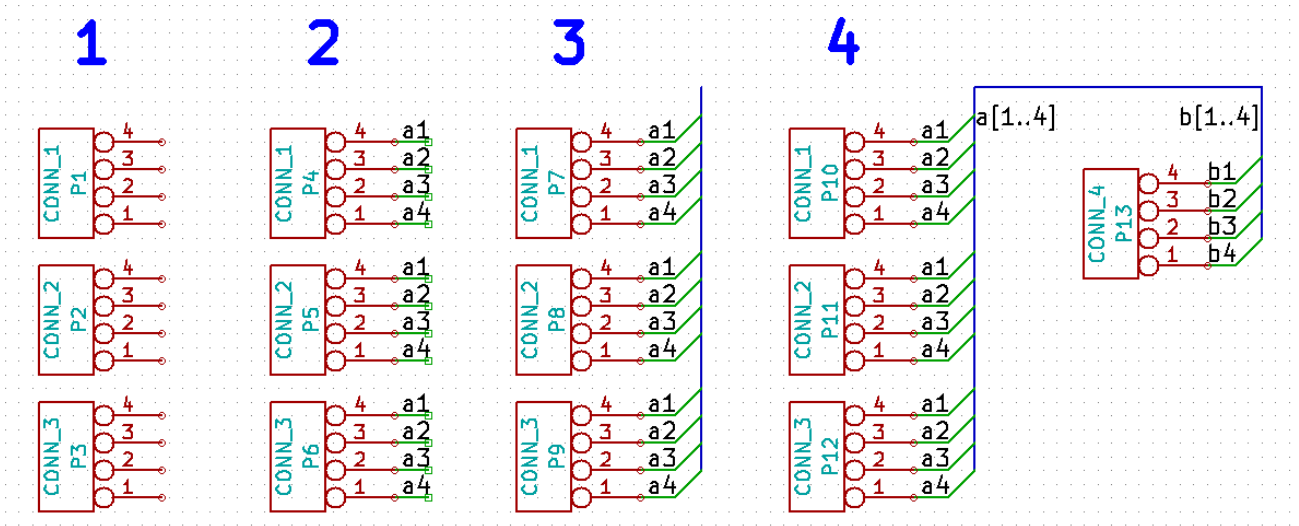 1 2 3 4
a[1..4] b[1..4]
CONN_1 P1 4 3 2 1
CONN_1 P4 4 3 2 1 a1 a2 a3 a4
CONN_1 P7 4 3 2 1 a1 a2 a3 a4
CONN_1 P10 4 3 2 1 a1 a2 a3 a4
CONN_4 P13 4 3 2 1 b1 b2 b3 b4
CONN_2 P2 4 3 2 1
CONN_2 P5 4 3 2 1 a1 a2 a3 a4
CONN_2 P8 4 3 2 1 a1 a2 a3 a4
CONN_2 P11 4 3 2 1 a1 a2 a3 a4
CONN_3 P3 4 3 2 1
CONN_3 P6 4 3 2 1 a1 a2 a3 a4
CONN_3 P9 4 3 2 1 a1 a2 a3 a4
CONN_3 P12 4 3 2 1 a1 a2 a3 a4